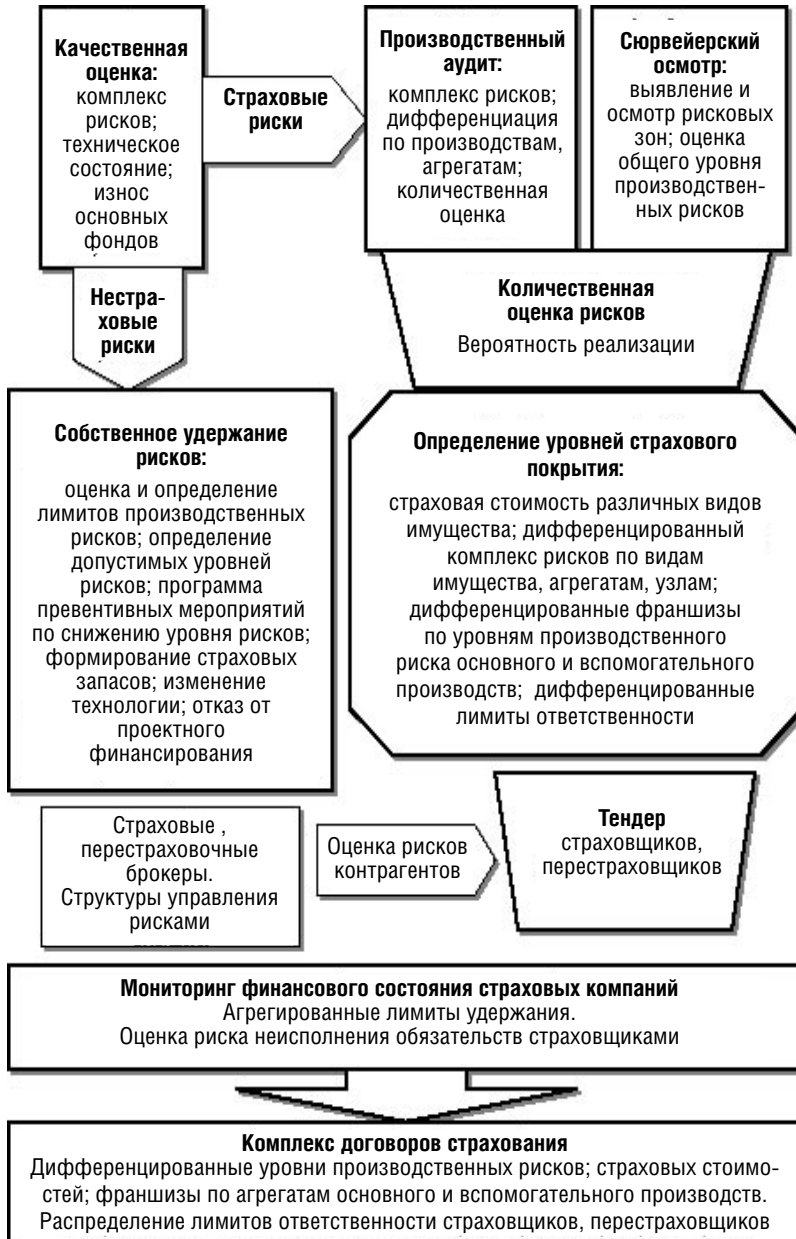 Качественная
оценка:
комплекс
рисков;
техническое
состояние;
износ
основных
фондов
Страховые
риски
Производственный
аудит:
комплекс рисков;
дифференциация
по производствам,
агрегатам;
количественная
оценка
Сюрвейерский
осмотр:
выявление и
осмотр рисковых
зон; оценка
общего уровня
производствен-
ных рисков
Нестра-
ховые
риски
Количественная
оценка рисков
Вероятность реализации
Собственное удержание
рисков:
оценка и определение
лимитов производственных
рисков; определение
допустимых уровней
рисков; программа
превентивных мероприятий
по снижению уровня рисков;
формирование страховых
запасов; изменение
технологии; отказ от
проектного
финансирования
Определение уровней страхового
покрытия:
страховая стоимость различных видов
имущества; дифференцированный
комплекс рисков по видам
имущества, агрегатам, узлам;
дифференцированные франшизы
по уровням производственного
риска основного и вспомогательного
производств; дифференцированные
лимиты ответственности
Страховые ,
перестраховочные
брокеры.
Структуры управления
рисками
Оценка рисков
контрагентов
Тендер
страховщиков,
перестраховщиков
Мониторинг финансового состояния страховых компаний
Агрегированные лимиты удержания.
Оценка риска неисполнения обязательств страховщиками
Комплекс договоров страхования
Дифференцированные уровни производственных рисков; страховых стоимо-
стей; франшизы по агрегатам основного и вспомогательного производств.
Распределение лимитов ответственности страховщиков, перестраховщиков